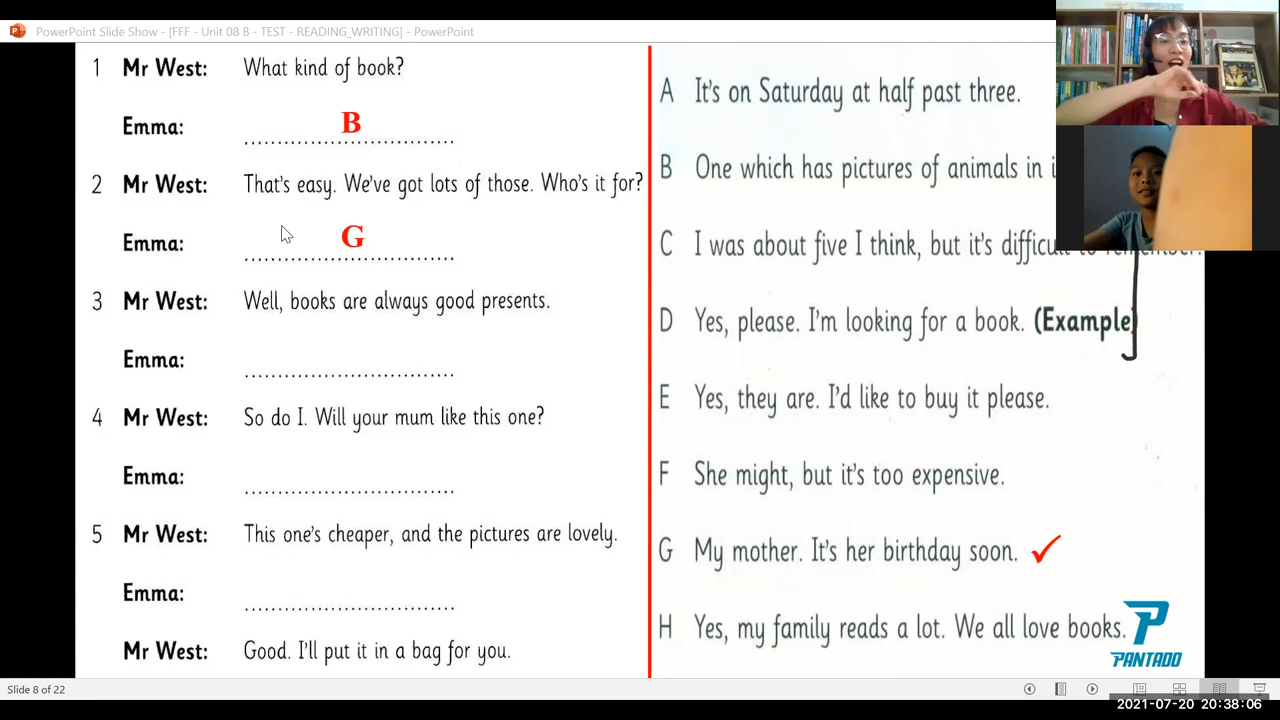 PowerPoint Slide Show - [FFF - Unit 08 B - TEST - READING_WRITING] - PowerPoint
1 Mr West: What kind of book?
Emma: B
..................................
2 Mr West: That's easy. We've got lots of those. Who's it for?
Emma: G
..................................
3 Mr West: Well, books are always good presents.
Emma: ..................................
4 Mr West: So do I. Will your mum like this one?
Emma: ..................................
5 Mr West: This one's cheaper, and the pictures are lovely.
Emma: ..................................
Mr West: Good. I'll put it in a bag for you.
A It's on Saturday at half past three.
B One which has pictures of animals in
C I was about five I think, but it's difficult to remember.
D Yes, please. I'm looking for a book. (Example)
E Yes, they are. I'd like to buy it please.
F She might, but it's too expensive.
G My mother. It's her birthday soon. ✓
H Yes, my family reads a lot. We all love books.
P
PANTADO
Slide 8 of 22
2021-07-20 20:38:06